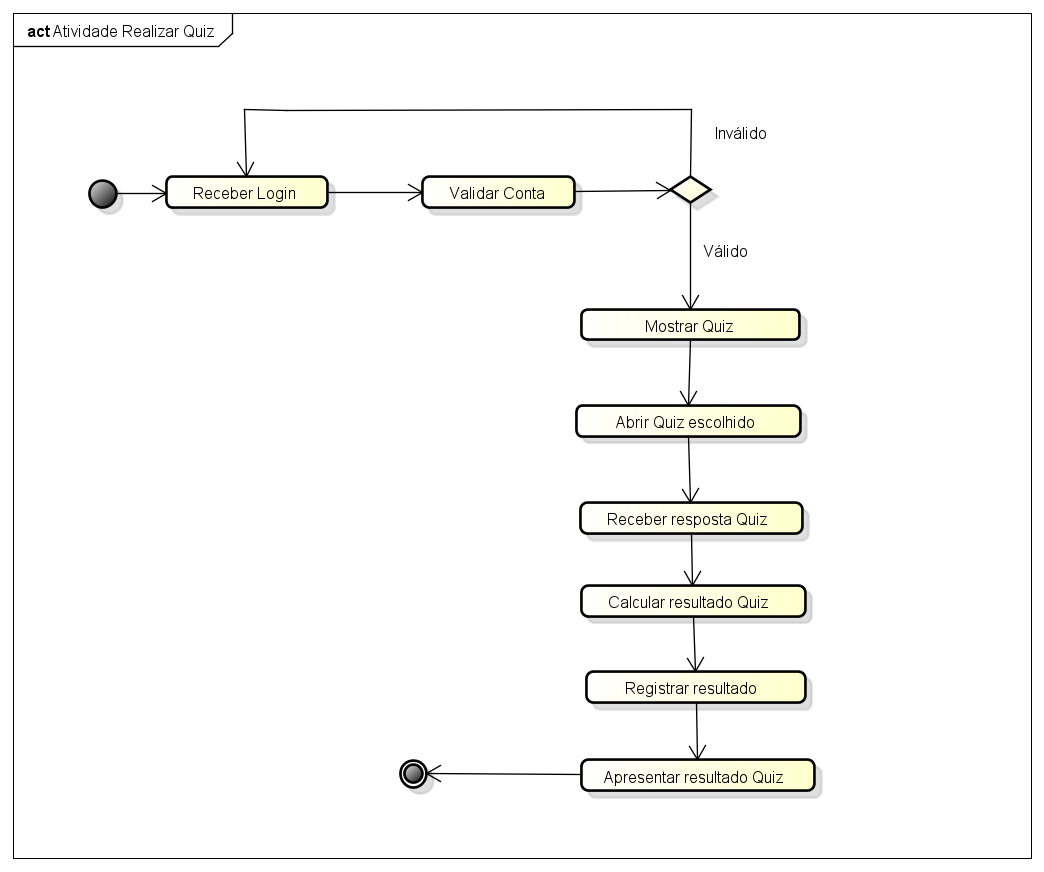 act Atividade Realizar Quiz
Inválido
Receber Login
Validar Conta
Válido
Mostrar Quiz
Abrir Quiz escolhido
Receber resposta Quiz
Calcular resultado Quiz
Registrar resultado
Apresentar resultado Quiz